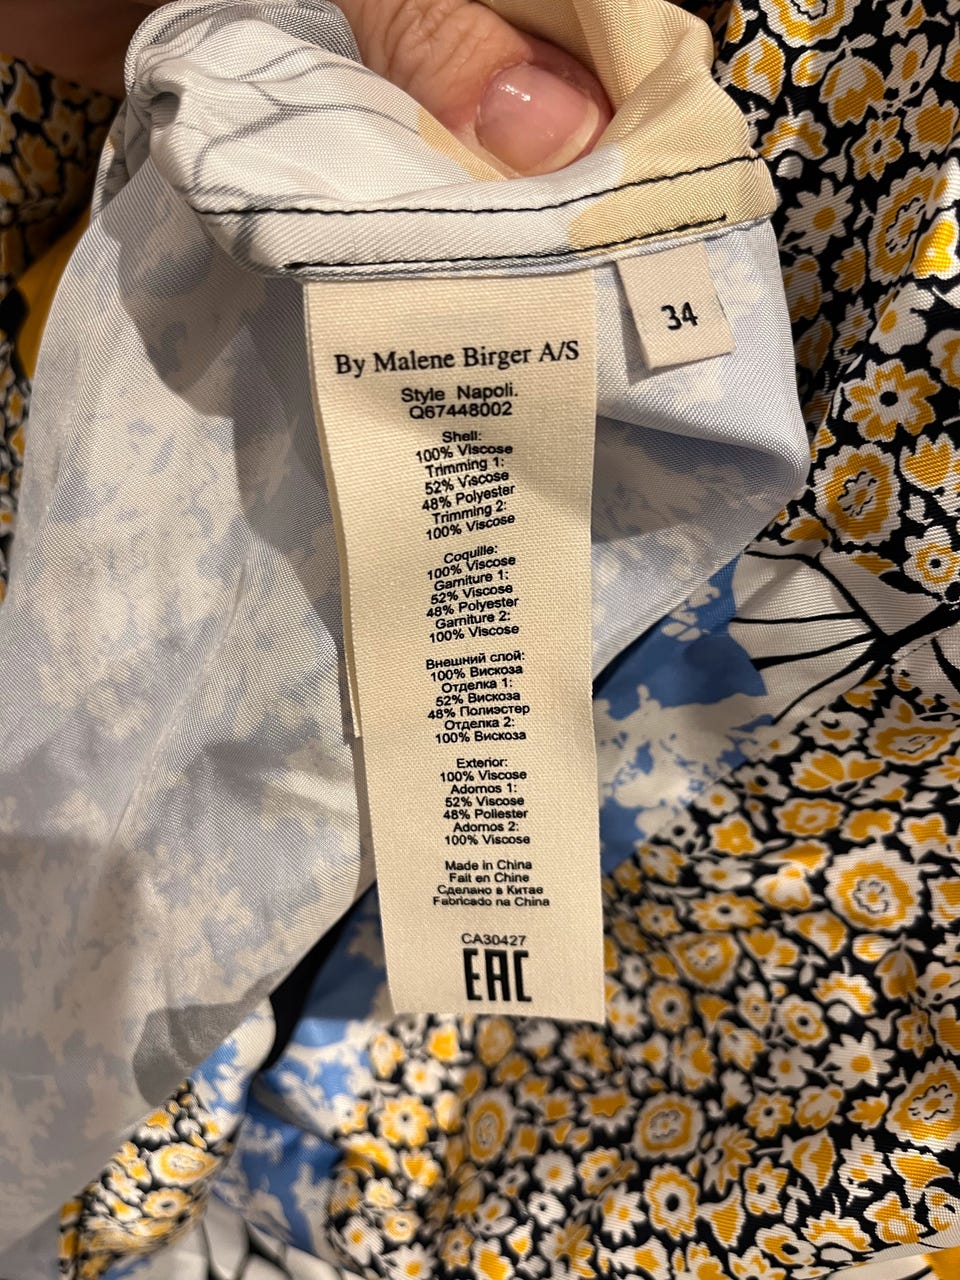 By Malene Birger A/S
34
Style Napoli.
Q67448002
Shell:
100% Viscose
Trimming 1:
52% Viscose
48% Polyester
Trimming 2:
100% Viscose
Coquille:
100% Viscose
Garniture 1:
52% Viscose
48% Polyester
Garniture 2:
100% Viscose
Внешний слой:
100% Вискоза
Отделка 1:
52% Вискоза
48% Полиэстер
Отделка 2:
100% Вискоза
Exterior:
100% Viscose
Adornos 1:
52% Viscose
48% Poliester
Adornos 2:
100% Viscose
Made in China
Fait en Chine
Сделано в Китае
Fabricado na China
CA30427
EAC